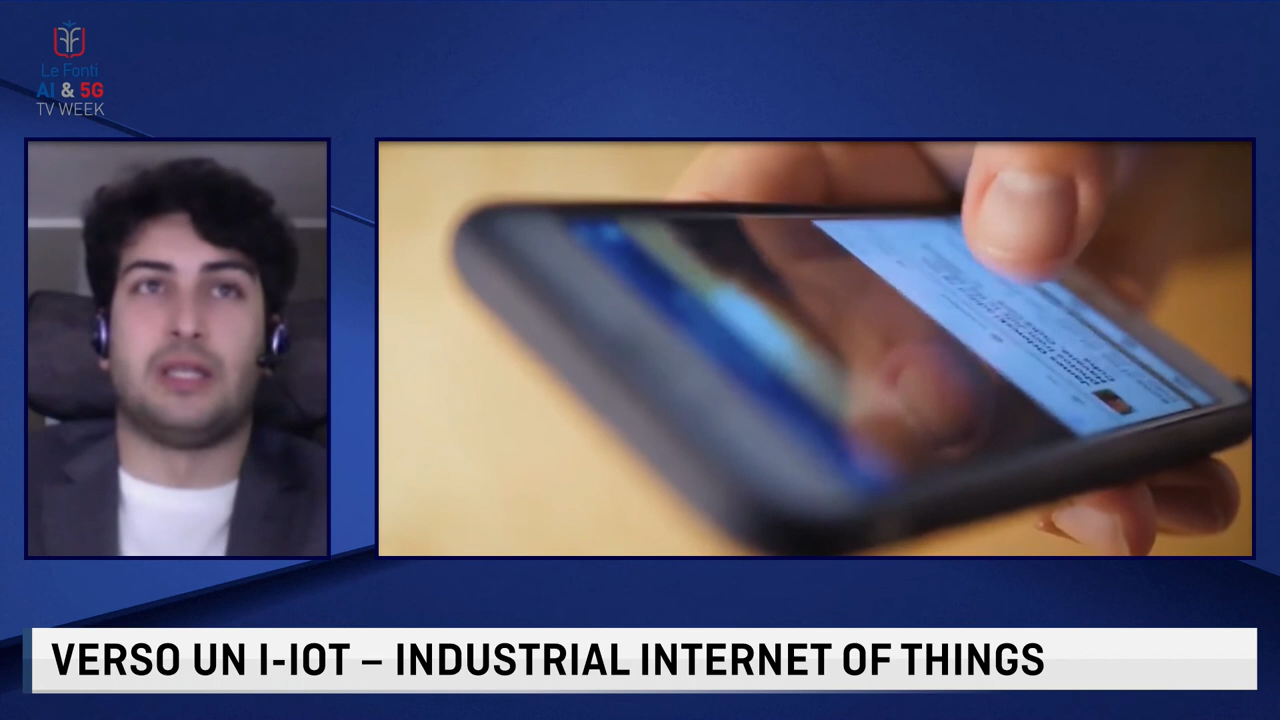 Le Fonti
AI & 5G
TV WEEK
VERSO UN I-IOT – INDUSTRIAL INTERNET OF THINGS